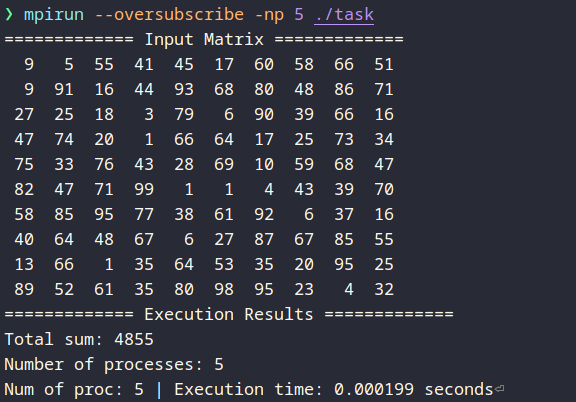 ❯ mpirun --oversubscribe -np 5 ./task
============= Input Matrix =============
9 5 55 41 45 17 60 58 66 51
9 91 16 44 93 68 80 48 86 71
27 25 18 3 79 6 90 39 66 16
47 74 20 1 66 64 17 25 73 34
75 33 76 43 28 69 10 59 68 47
82 47 71 99 1 1 4 43 39 70
58 85 95 77 38 61 92 6 37 16
40 64 48 67 6 27 87 67 85 55
13 66 1 35 64 53 35 20 95 25
89 52 61 35 80 98 95 23 4 32
============= Execution Results =============
Total sum: 4855
Number of processes: 5
Num of proc: 5 | Execution time: 0.000199 seconds⏎